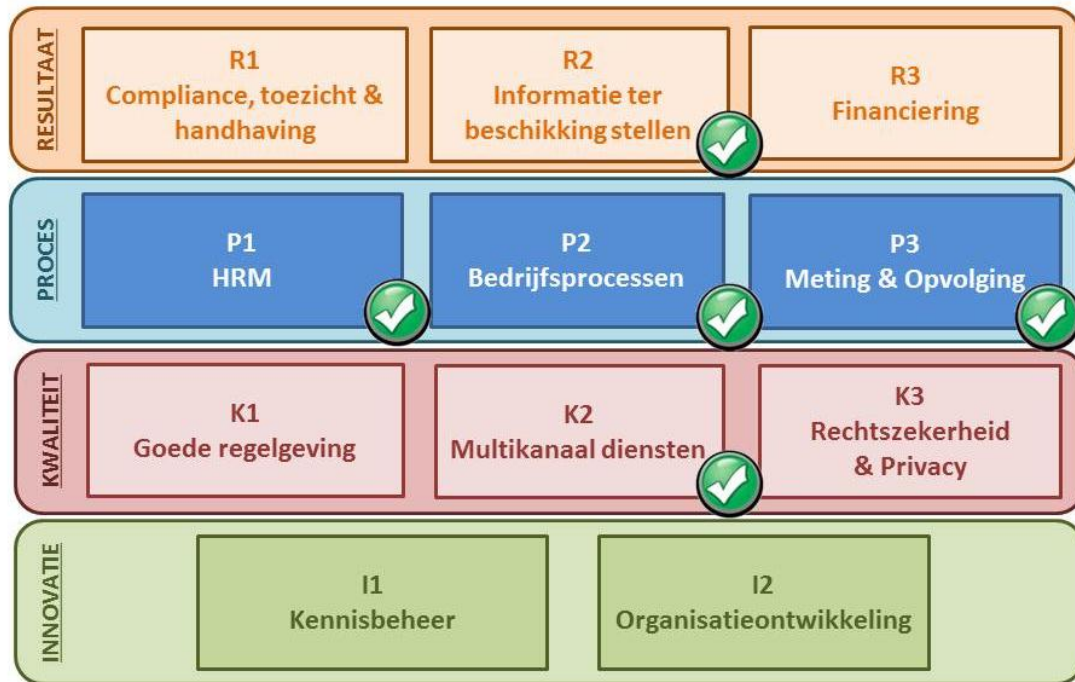 RESULTAAT
R1
Compliance, toezicht &
handhaving
R2
Informatie ter
beschikking stellen
R3
Financiering
PROCES
P1
HRM
P2
Bedrijfsprocessen
P3
Meting & Opvolging
KWALITEIT
K1
Goede regelgeving
K2
Multikanaal diensten
K3
Rechtszekerheid
& Privacy
INNOVATIE
I1
Kennisbeheer
I2
Organisatieontwikkeling